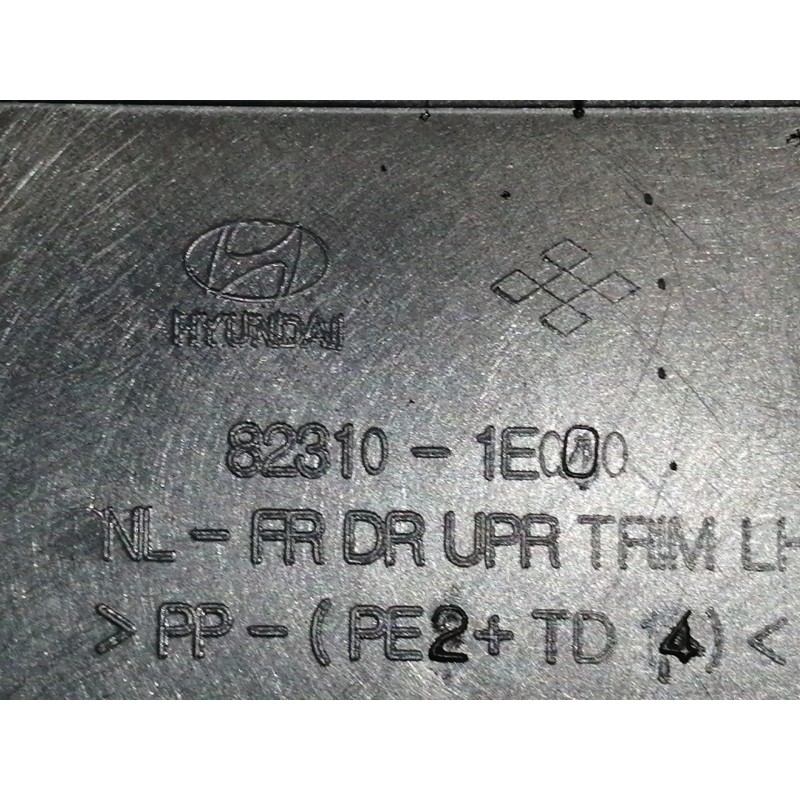 HYUNDAI
82310-1E000
NL-FR DR UPR TRIM LH
>PP-(PE2+TD 14)<